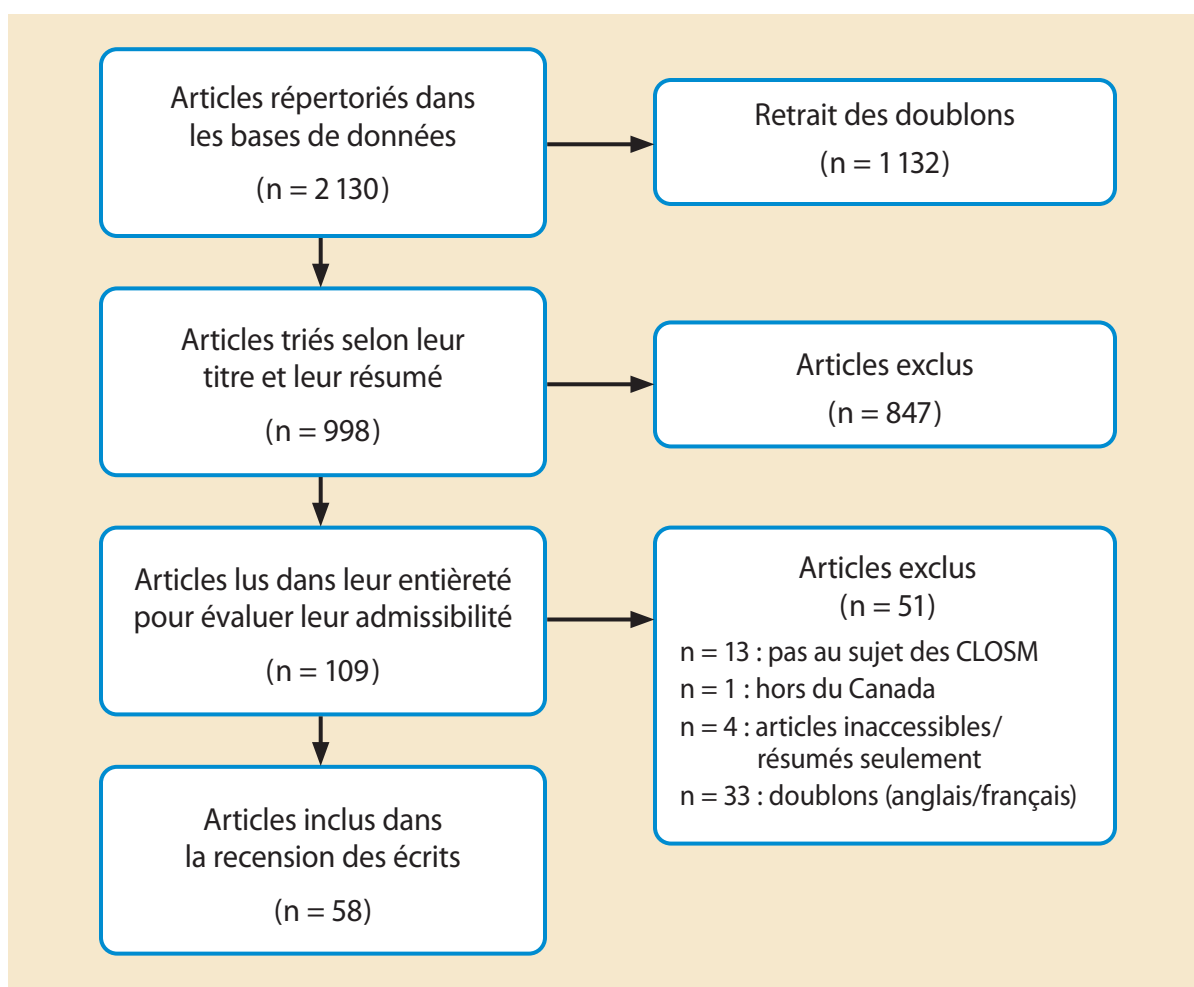 Articles répertoriés dans
les bases de données
(n = 2 130)
Retrait des doublons
(n = 1 132)
Articles triés selon leur
titre et leur résumé
(n = 998)
Articles exclus
(n = 847)
Articles lus dans leur entièreté
pour évaluer leur admissibilité
(n = 109)
Articles exclus
(n = 51)
n = 13 : pas au sujet des CLOSM
n = 1 : hors du Canada
n = 4 : articles inaccessibles/
résumés seulement
n = 33 : doublons (anglais/français)
Articles inclus dans
la recension des écrits
(n = 58)